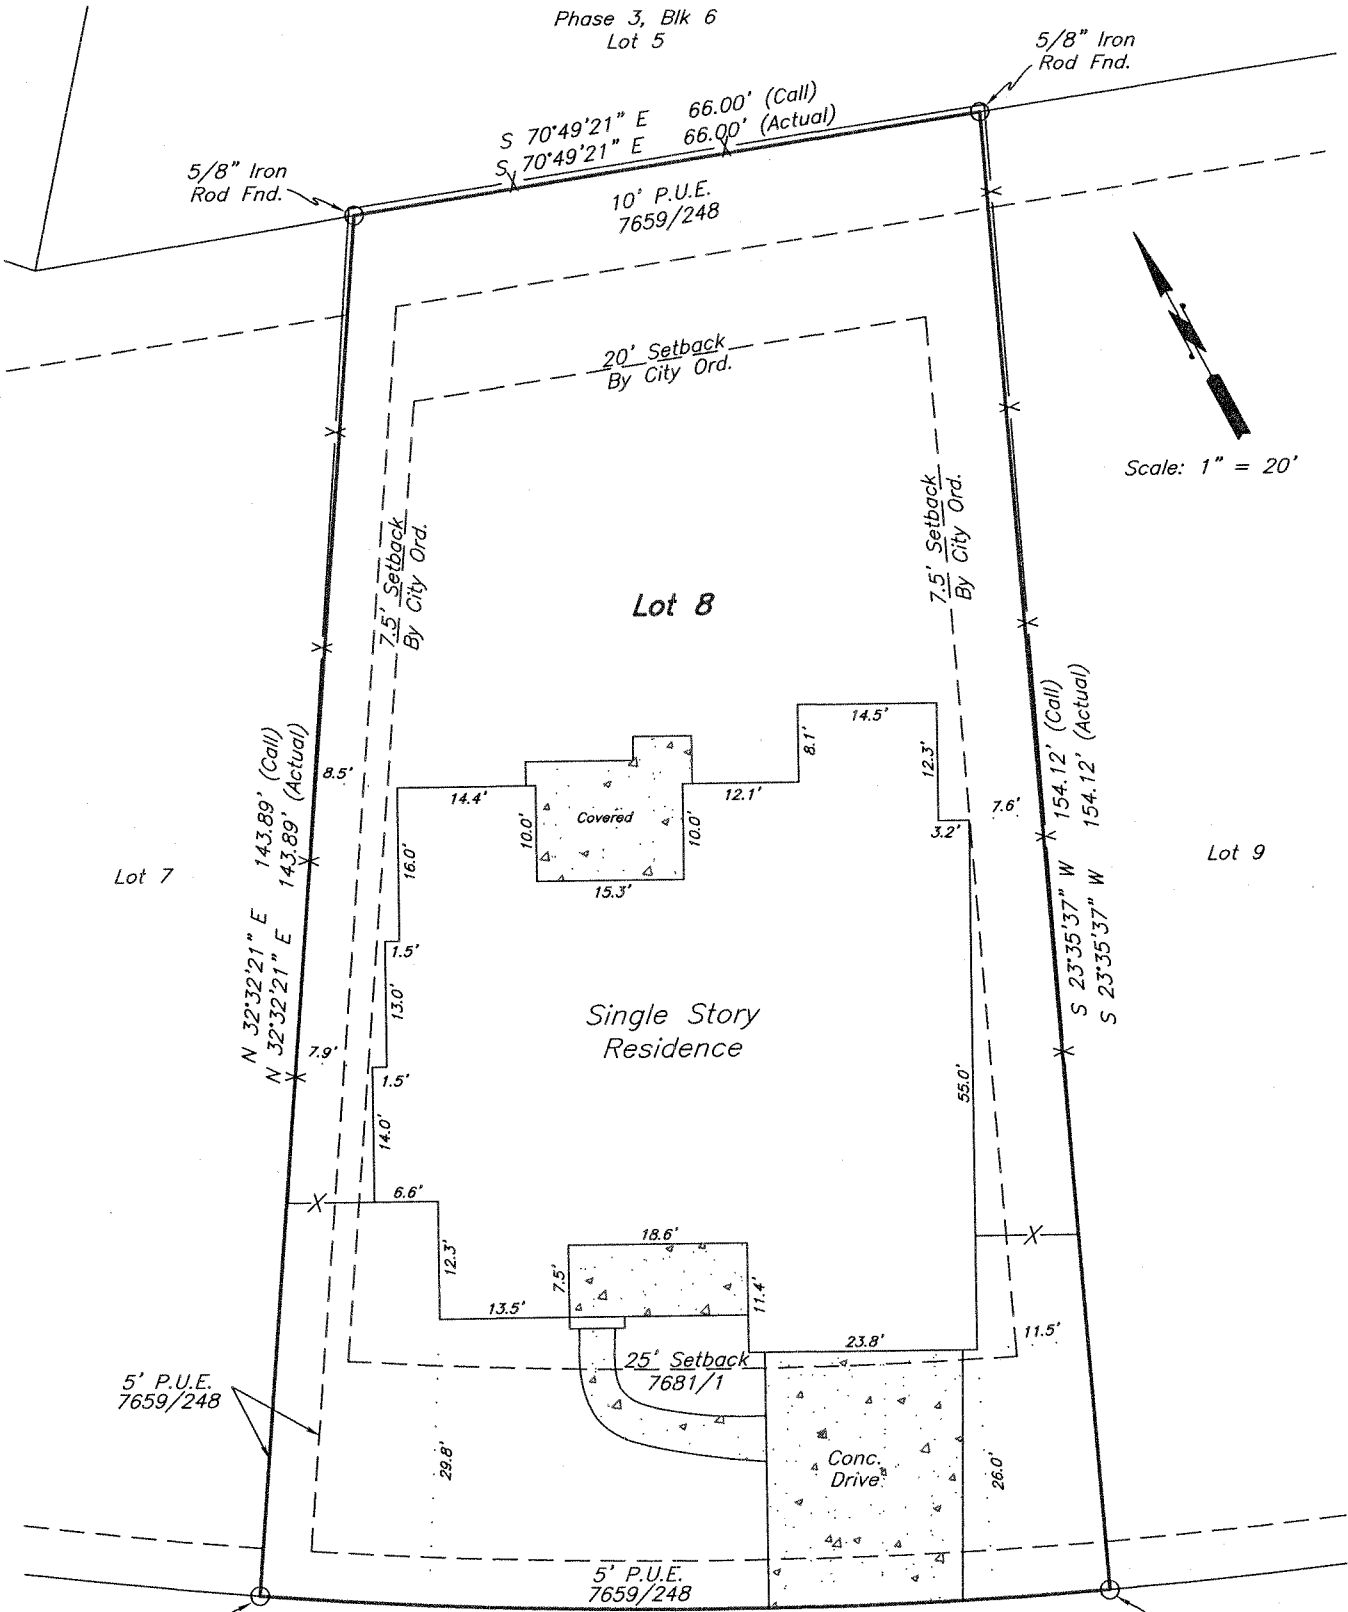 Phase 3, Blk 6
Lot 5
5/8" Iron
Rod Fnd.
S 70°49'21" E 66.00' (Call)
S 70°49'21" E 66.00' (Actual)
5/8" Iron
Rod Fnd.
10' P.U.E.
7659/248
20' Setback
By City Ord.
Scale: 1" = 20'
7.5' Setback
By City Ord.
7.5' Setback
By City Ord.
Lot 8
14.5'
8.1'
12.3'
N 32°32'21" E 143.89' (Call)
N 32°32'21" E 143.89' (Actual)
8.5'
14.4'
12.1'
S 23°35'37" W 154.12' (Call)
S 23°35'37" W 154.12' (Actual)
7.6'
Covered
10.0'
10.0'
3.2'
16.0'
15.3'
Lot 7
Lot 9
1.5'
13.0'
Single Story
Residence
7.9'
1.5'
55.0'
14.0'
6.6'
18.6'
12.3'
7.5'
11.4'
13.5'
23.8'
11.5'
25' Setback
7681/1
5' P.U.E.
7659/248
29.8'
Conc.
Drive
26.0'
5' P.U.E.
7659/248